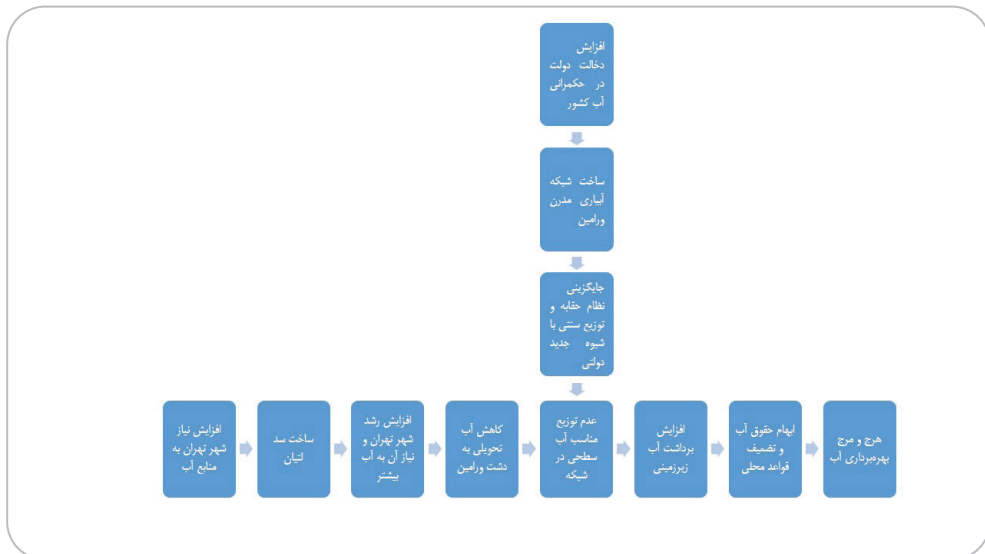 افزایش
دخالت دولت
در حکمرانی
آب کشور
ساخت شبکه
آبیاری مدرن
ورامین
جایگزینی
نظام حقابه و
توزیع سنتی با
شیوه جدید
دولتی
افزایش نیاز
شهر تهران به
منابع آب
ساخت سد
لتیان
افزایش رشد
شهر تهران و
نیاز آن به آب
بیشتر
کاهش آب
تحویلی به
دشت ورامین
عدم توزیع
مناسب آب
سطحی در
شبکه
افزایش
برداشت آب
زیرزمینی
ابهام حقوق آب
و تضعیف
قواعد محلی
هرج و مرج
بهره‌برداری آب